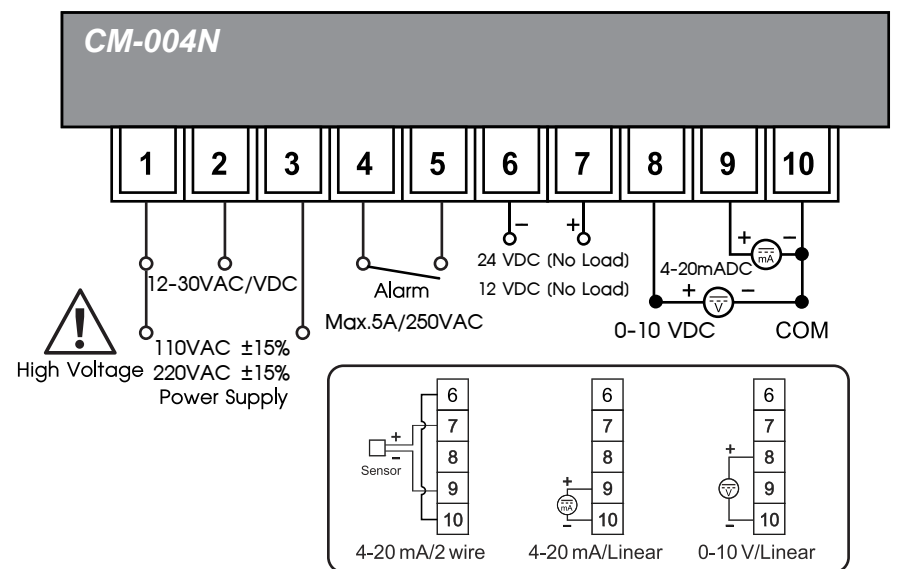 CM-004N
1 2 3 4 5 6 7 8 9 10
− + + −
24 VDC (No Load)
12 VDC (No Load)
4-20mADC
mA
12-30VAC/VDC
Alarm
Max.5A/250VAC
+ V −
0-10 VDC COM
High Voltage
110VAC ±15%
220VAC ±15%
Power Supply
6
7
8
9
10
+
−
Sensor
4-20 mA/2 wire
6
7
8
9
10
+
mA
−
4-20 mA/Linear
6
7
8
9
10
+
V
−
0-10 V/Linear